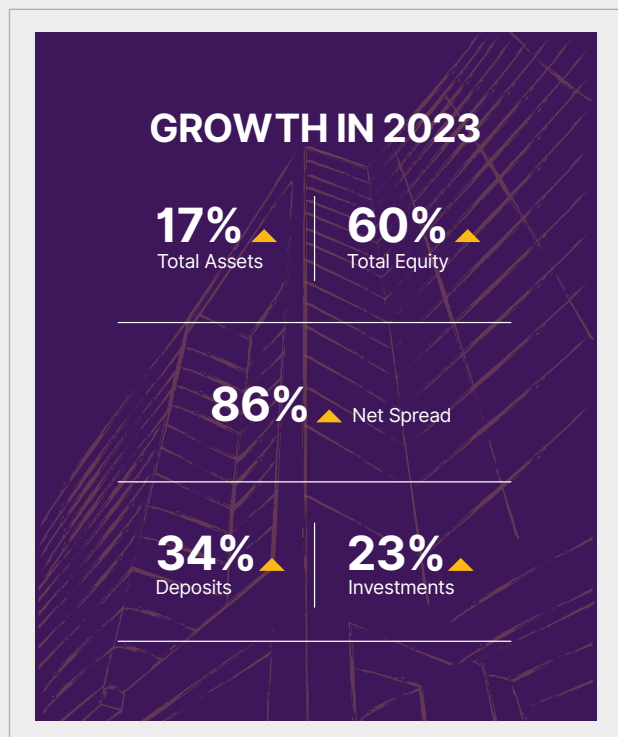 GROWTH IN 2023
17%
Total Assets
60%
Total Equity
86% Net Spread
34%
Deposits
23%
Investments